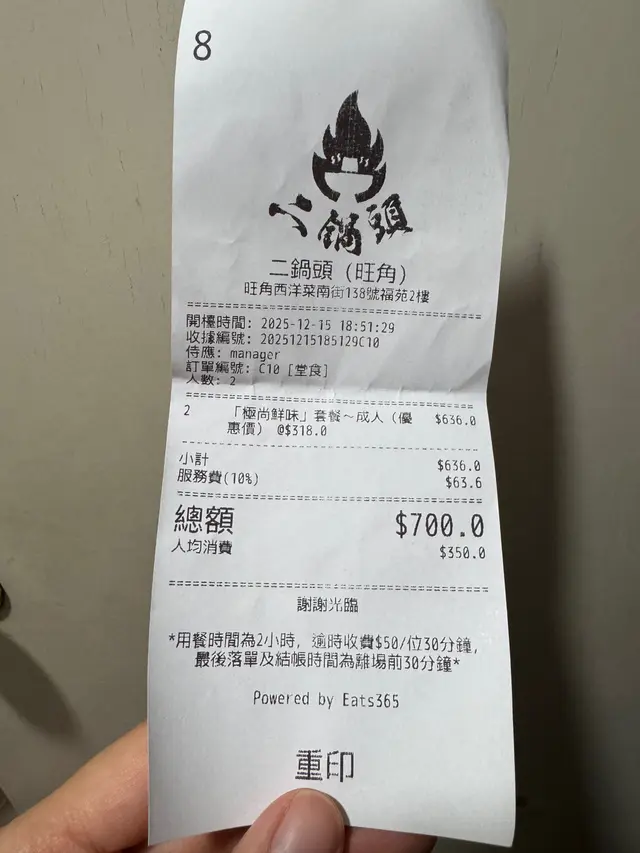 8
二鍋頭
二鍋頭 (旺角)
旺角西洋菜南街138號福苑2樓
開檯時間: 2025-12-15 18:51:29
收據編號: 20251215185129C10
侍應: manager
訂單編號: C10 [堂食]
人數: 2
2 「極尚鮮味」套餐～成人 (優 $636.0
惠價) @$318.0
小計 $636.0
服務費(10%) $63.6
總額 $700.0
人均消費 $350.0
謝謝光臨
*用餐時間為2小時, 逾時收費$50/位30分鐘,
最後落單及結帳時間為離場前30分鐘*
Powered by Eats365
重印